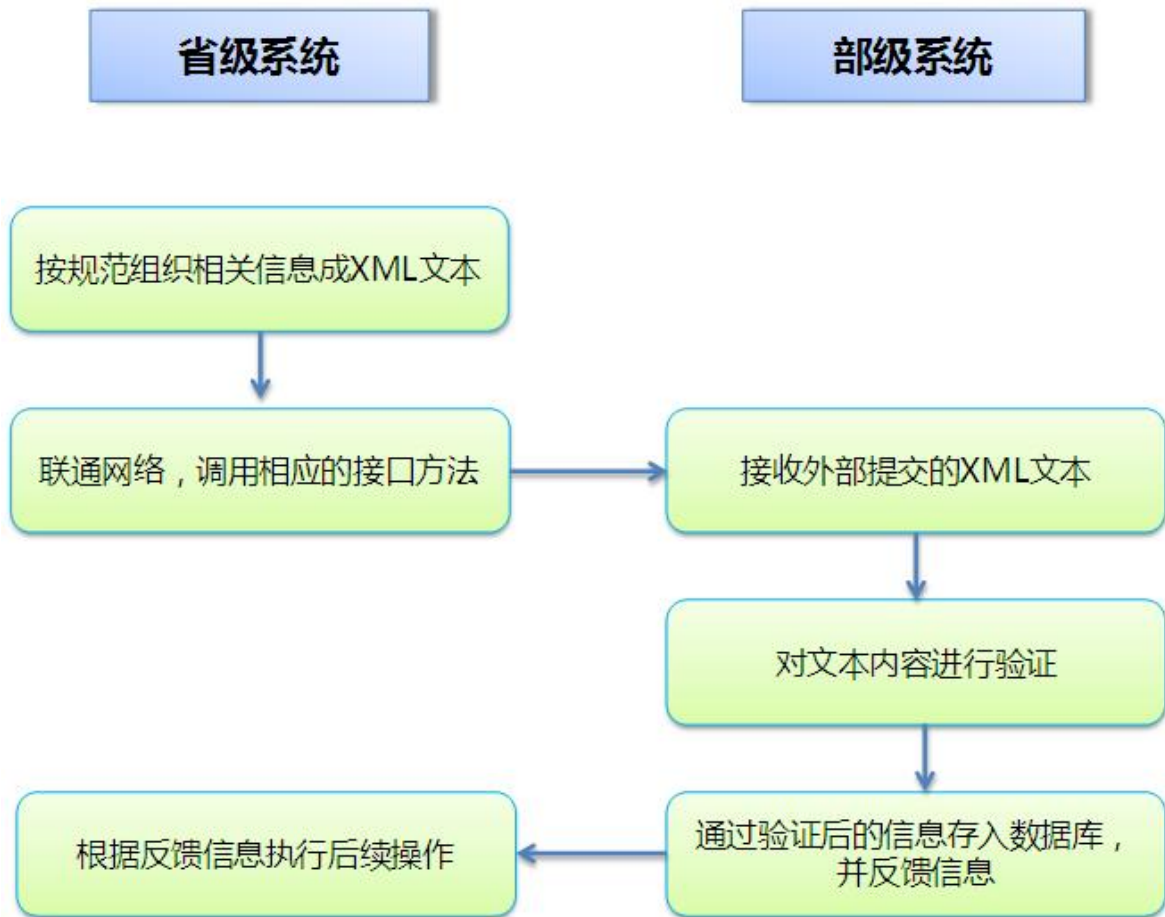 省级系统
部级系统
按规范组织相关信息成XML文本
联通网络，调用相应的接口方法
接收外部提交的XML文本
对文本内容进行验证
通过验证后的信息存入数据库，
并反馈信息
根据反馈信息执行后续操作